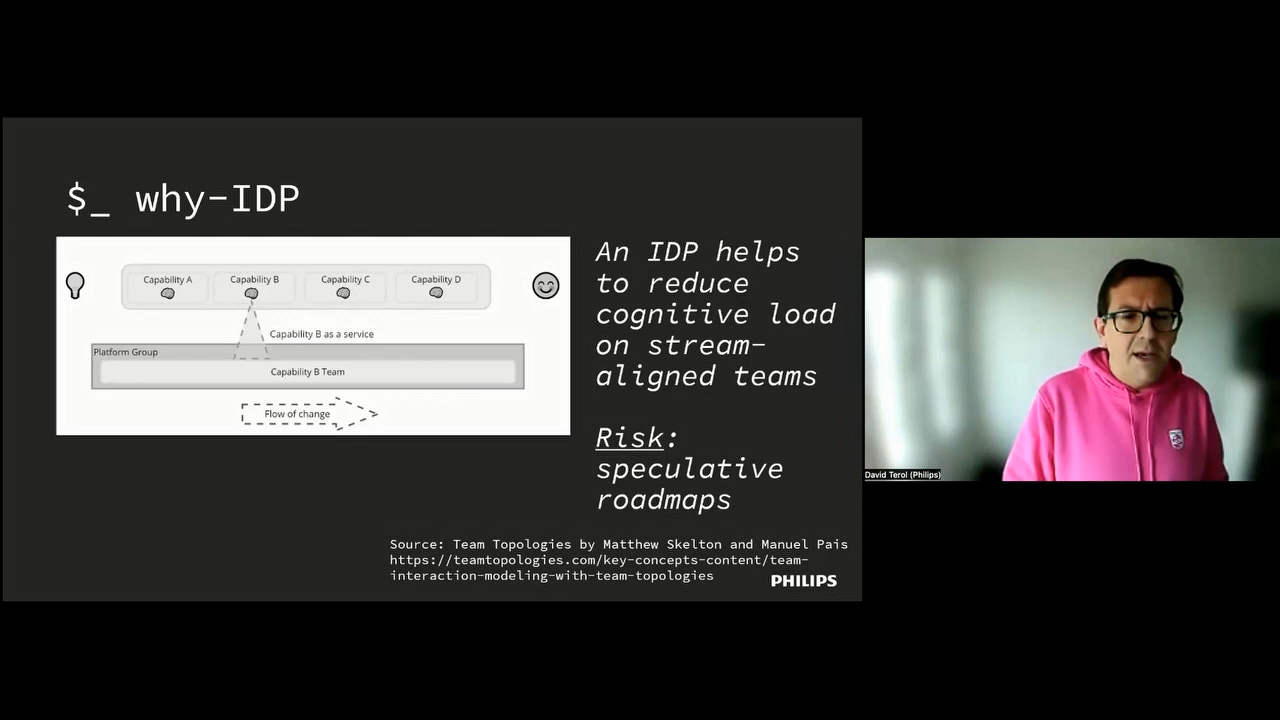 $_ why-IDP
Capability A
Capability B
Capability C
Capability D
Capability B as a service
Platform Group
Capability B Team
Flow of change
An IDP helps
to reduce
cognitive load
on stream-
aligned teams
Risk:
speculative
roadmaps
Source: Team Topologies by Matthew Skelton and Manuel Pais
https://teamtopologies.com/key-concepts-content/team-
interaction-modeling-with-team-topologies
PHILIPS
David Terol (Philips)